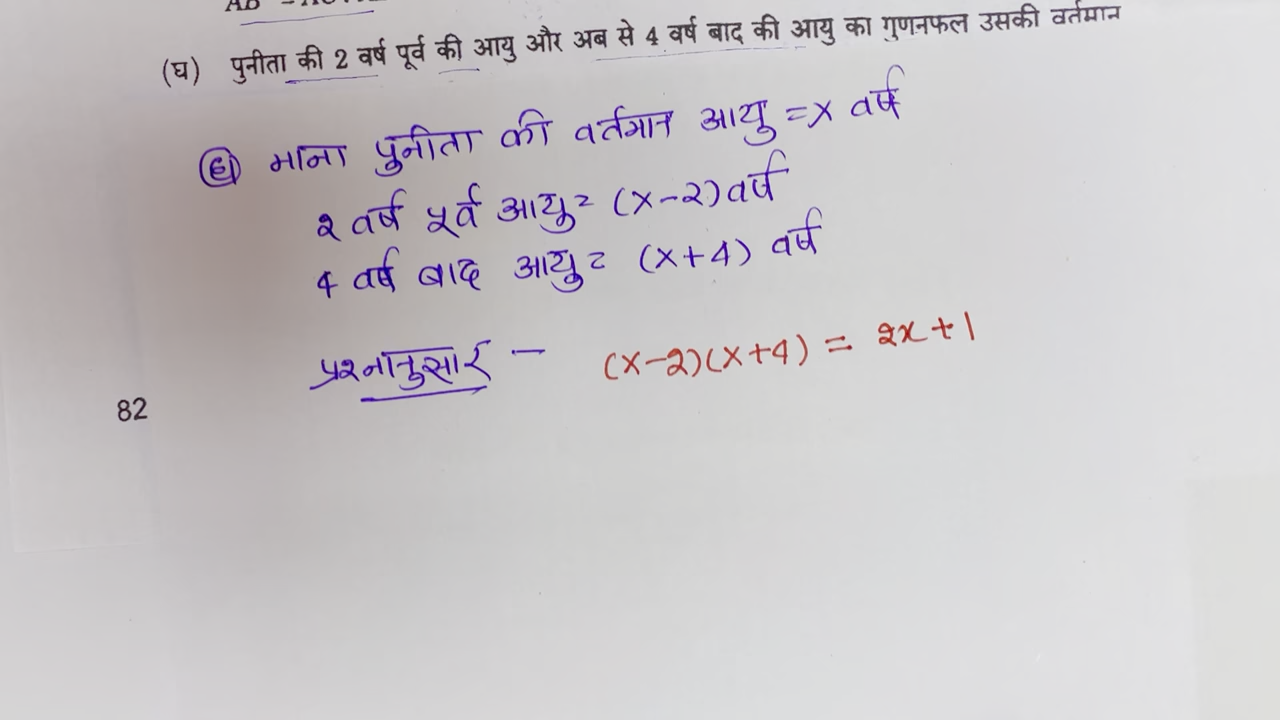 (घ) पुनीता की 2 वर्ष पूर्व की आयु और अब से 4 वर्ष बाद की आयु का गुणनफल उसकी वर्तमान
(घ) माना पुनीता की वर्तमान आयु = x वर्ष
2 वर्ष पूर्व आयु = (x-2) वर्ष
4 वर्ष बाद आयु = (x+4) वर्ष
प्रश्नानुसार - (x-2)(x+4) = 2x+1
82